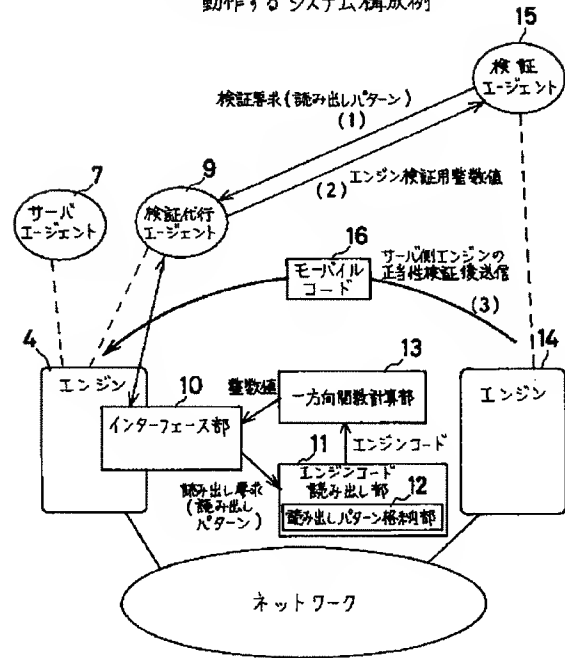 動作するシステム構成例
15
検証
エージェント
検証要求(読み出しパターン)
(1)
7
9
(2) エンジン検証用整数値
サーバ
エージェント
検証代行
エージェント
16
モーバイル
コード
サーバ側エンジンの
正当性検証後送信
(3)
4
14
エンジン
13
エンジン
整数値
10
一方向関数計算部
インターフェース部
11
エンジンコード
エンジンコード
読み出し部
12
読み出し要求
(読み出し
パターン)
読み出しパターン格納部
ネットワーク